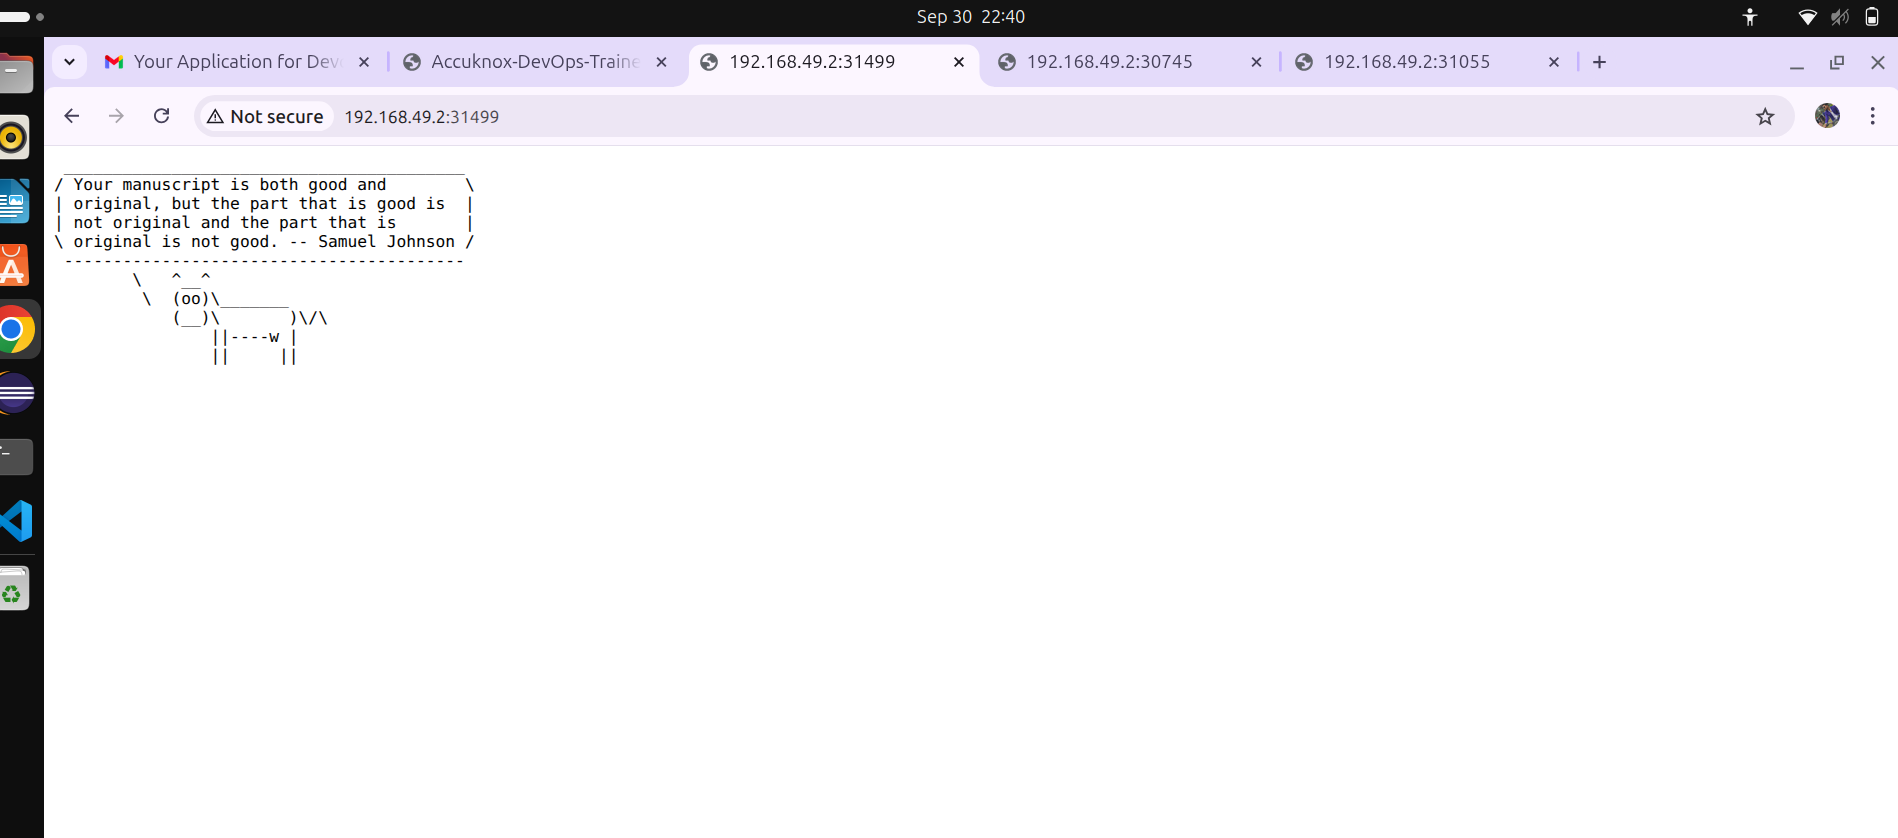 Sep 30 22:40
Your Application for Dev
Accuknox-DevOps-Traine
192.168.49.2:31499
192.168.49.2:30745
192.168.49.2:31055
Not secure
192.168.49.2:31499
 _________________________________________
/ Your manuscript is both good and        \
| original, but the part that is good is  |
| not original and the part that is       |
\ original is not good. -- Samuel Johnson /
 -----------------------------------------
        \   ^__^
         \  (oo)\_______
            (__)\       )\/\
                ||----w |
                ||     ||